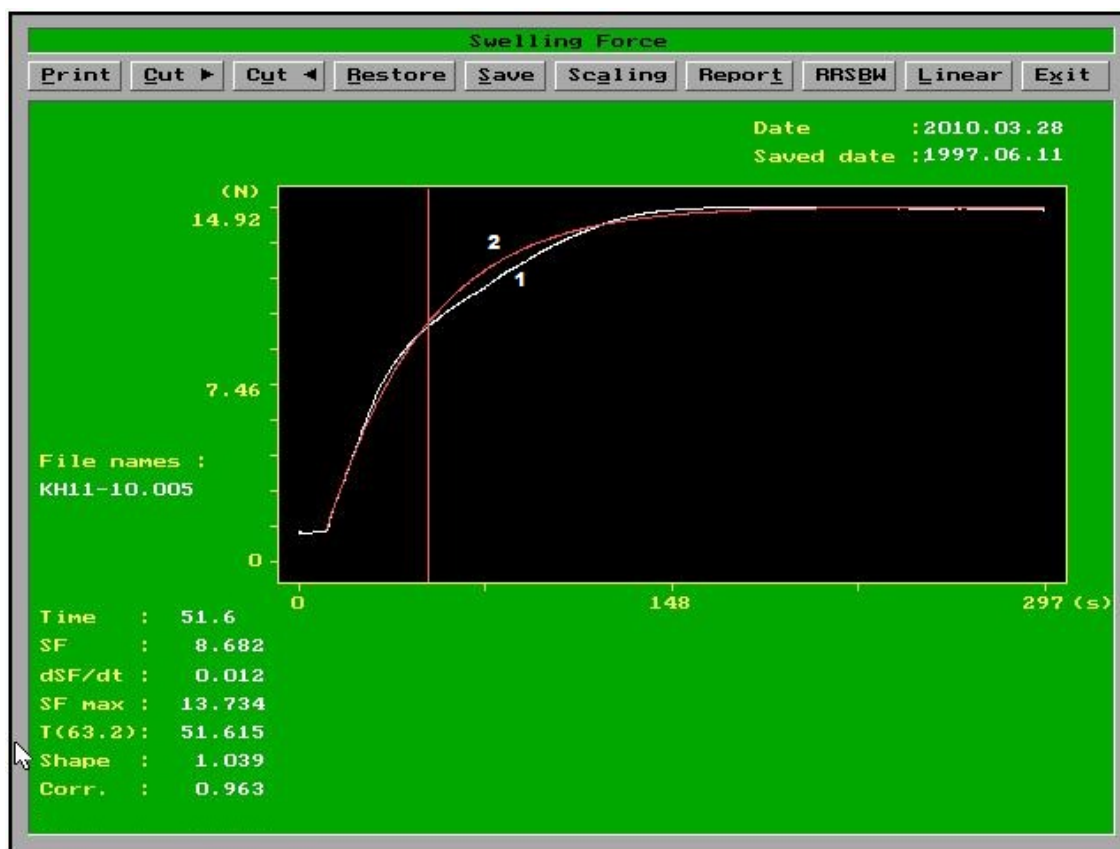 Swelling Force
Print Cut ► Cut ◄ Restore Save Scaling Report RRSBW Linear Exit
Date :2010.03.28
Saved date :1997.06.11
(N)
14.92
2
1
7.46
File names :
KH11-10.005
0
0 148 297 (s)
Time : 51.6
SF : 8.682
dSF/dt : 0.012
SF max : 13.734
T(63.2): 51.615
Shape : 1.039
Corr. : 0.963